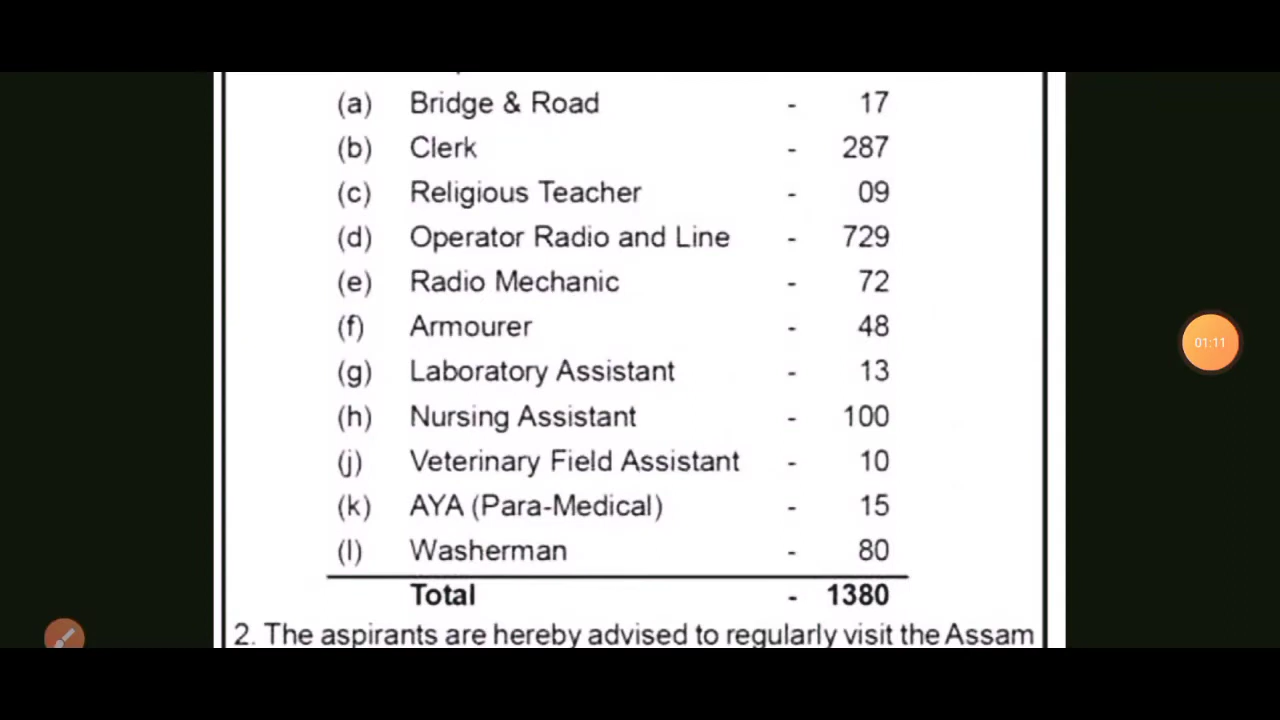 (a) Bridge & Road - 17
(b) Clerk - 287
(c) Religious Teacher - 09
(d) Operator Radio and Line - 729
(e) Radio Mechanic - 72
(f) Armourer - 48
(g) Laboratory Assistant - 13
(h) Nursing Assistant - 100
(j) Veterinary Field Assistant - 10
(k) AYA (Para-Medical) - 15
(l) Washerman - 80
Total - 1380
2. The aspirants are hereby advised to regularly visit the Assam
01:11